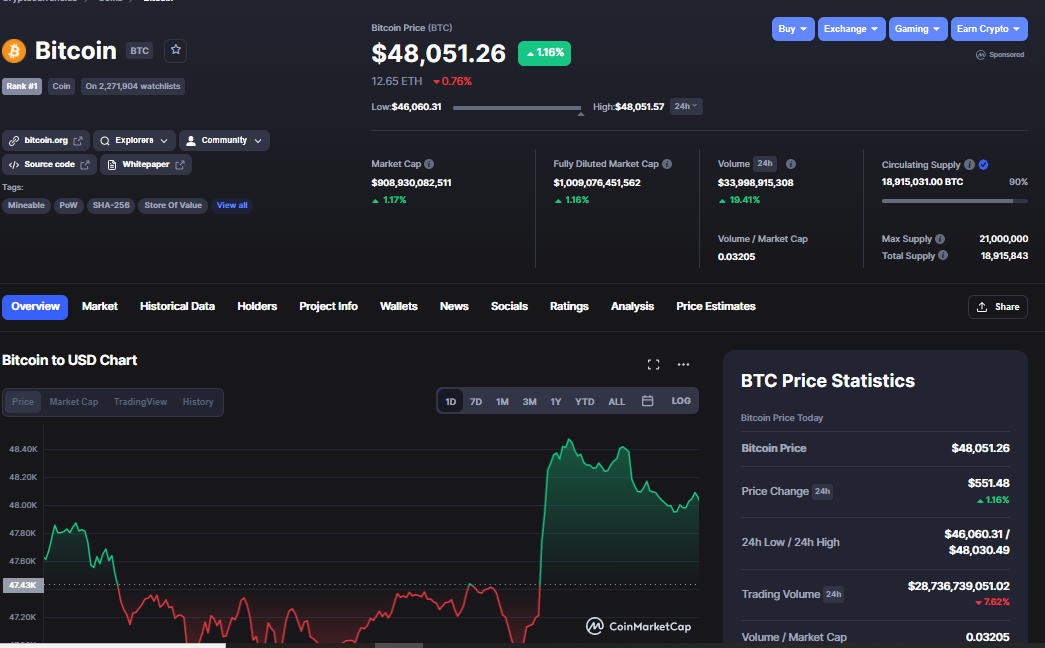 Cryptocurrencies Coins Bitcoin
Bitcoin BTC
Rank #1 Coin On 2,271,904 watchlists
bitcoin.org Explorers Community
Source code Whitepaper
Tags:
Mineable PoW SHA-256 Store Of Value View all
Bitcoin Price (BTC)
$48,051.26 1.16%
12.65 ETH 0.76%
Low:$46,060.31 High:$48,051.57 24h
Buy Exchange Gaming Earn Crypto
Sponsored
Market Cap
$908,930,082,511
1.17%
Fully Diluted Market Cap
$1,009,076,451,562
1.16%
Volume 24h
$33,998,915,308
19.41%
Volume / Market Cap
0.03205
Circulating Supply
18,915,031.00 BTC 90%
Max Supply 21,000,000
Total Supply 18,915,843
Overview Market Historical Data Holders Project Info Wallets News Socials Ratings Analysis Price Estimates Share
Bitcoin to USD Chart
Price Market Cap TradingView History
1D 7D 1M 3M 1Y YTD ALL LOG
48.40K
48.20K
48.00K
47.80K
47.60K
47.43K
47.20K
CoinMarketCap
BTC Price Statistics
Bitcoin Price Today
Bitcoin Price $48,051.26
Price Change 24h $551.48
1.16%
24h Low / 24h High $46,060.31 /
$48,030.49
Trading Volume 24h $28,736,739,051.02
7.62%
Volume / Market Cap 0.03205